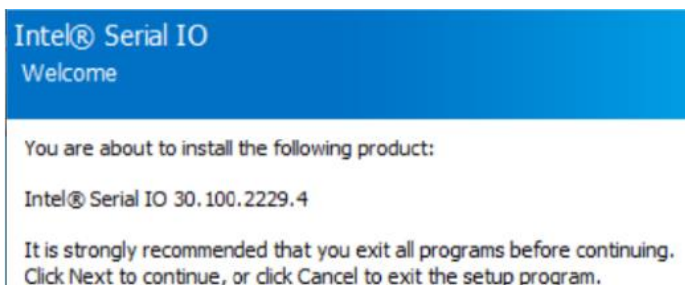 Intel® Serial IO
Welcome
You are about to install the following product:
Intel® Serial IO 30.100.2229.4
It is strongly recommended that you exit all programs before continuing.
Click Next to continue, or click Cancel to exit the setup program.